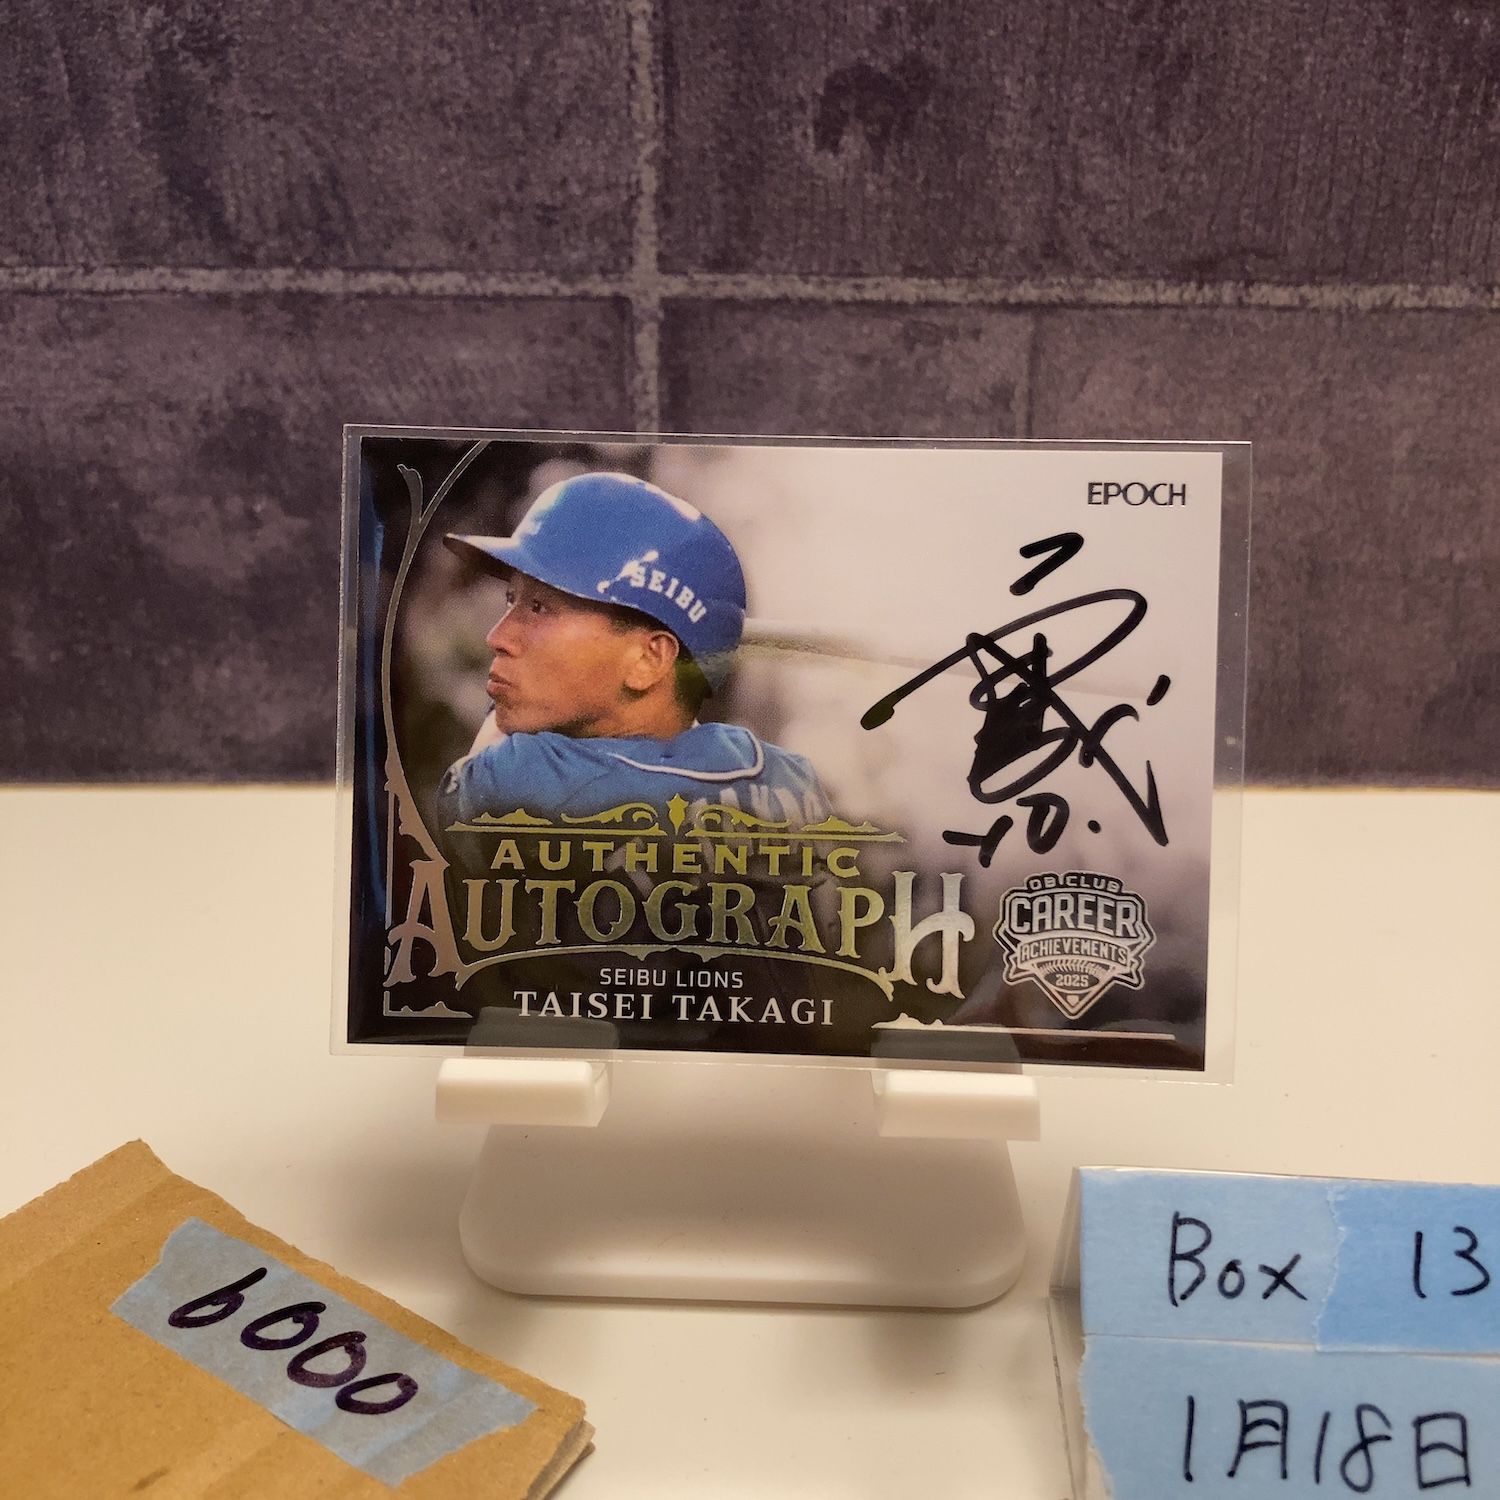 EPOCH
SEIBU
AUTHENTIC
AUTOGRAPH
SEIBU LIONS
TAISEI TAKAGI
OB CLUB
CAREER
ACHIEVEMENTS
2025
6000
Box 13
1月18日